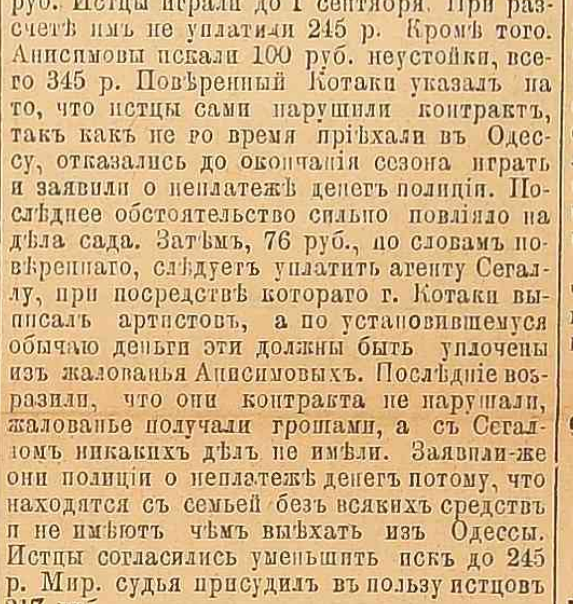 руб. Истцы играли до 1 сентября. При раз-
счетѣ имъ не уплатили 245 р. Кромѣ того.
Анисимовы искали 100 руб. неустойки, все-
го 345 р. Повѣренный Котаки указалъ на
то, что истцы сами нарушили контрактъ,
такъ какъ не во время пріѣхали въ Одес-
су, отказались до окончанія сезона играть
и заявили о неплатежѣ денегъ полиціи. По-
слѣднее обстоятельство сильно повліяло на
дѣла сада. Затѣмъ, 76 руб., по словамъ по-
вѣреннаго, слѣдуетъ уплатить агенту Сегал-
лу, при посредствѣ котораго г. Котаки вы-
писалъ артистовъ, а по установившемуся
обычаю деньги эти должны быть уплочены
изъ жалованья Анисимовыхъ. Послѣдніе воз-
разили, что они контракта не нарушали,
жалованье получали грошами, а съ Сегал-
ломъ никакихъ дѣлъ не имѣли. Заявили-же
они полиціи о неплатежѣ денегъ потому, что
находятся съ семьей безъ всякихъ средствъ
и не имѣютъ чѣмъ выѣхать изъ Одессы.
Истцы согласились уменьшить искъ до 245
р. Мир. судья присудилъ въ пользу истцовъ